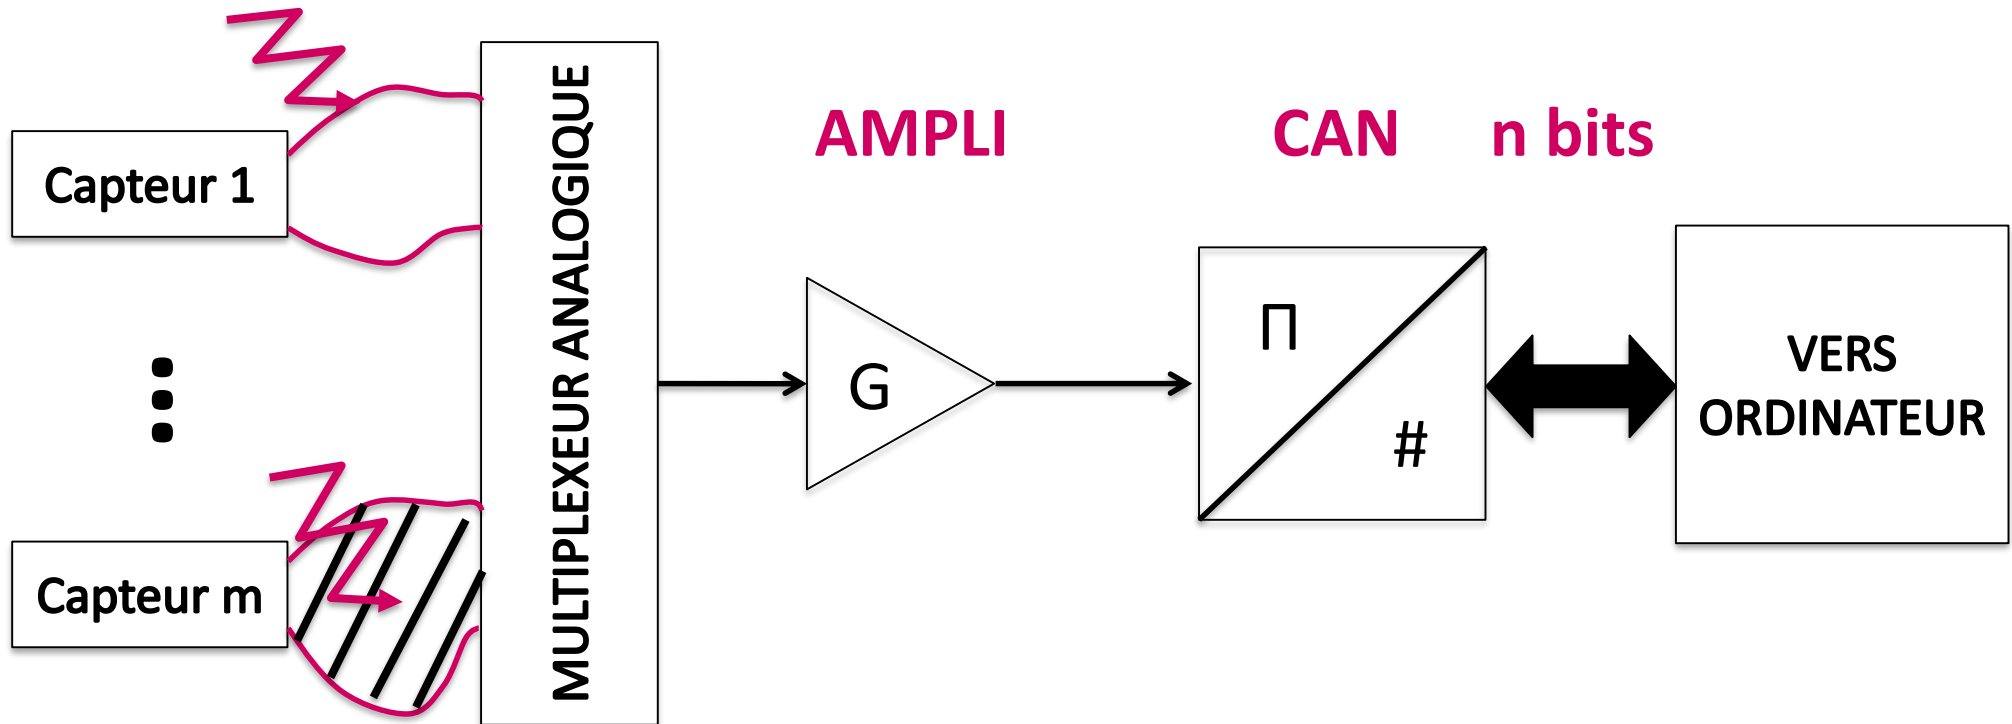 AMPLI
CAN n bits
Capteur 1
MULTIPLEXEUR ANALOGIQUE
G
Π
#
VERS
ORDINATEUR
Capteur m